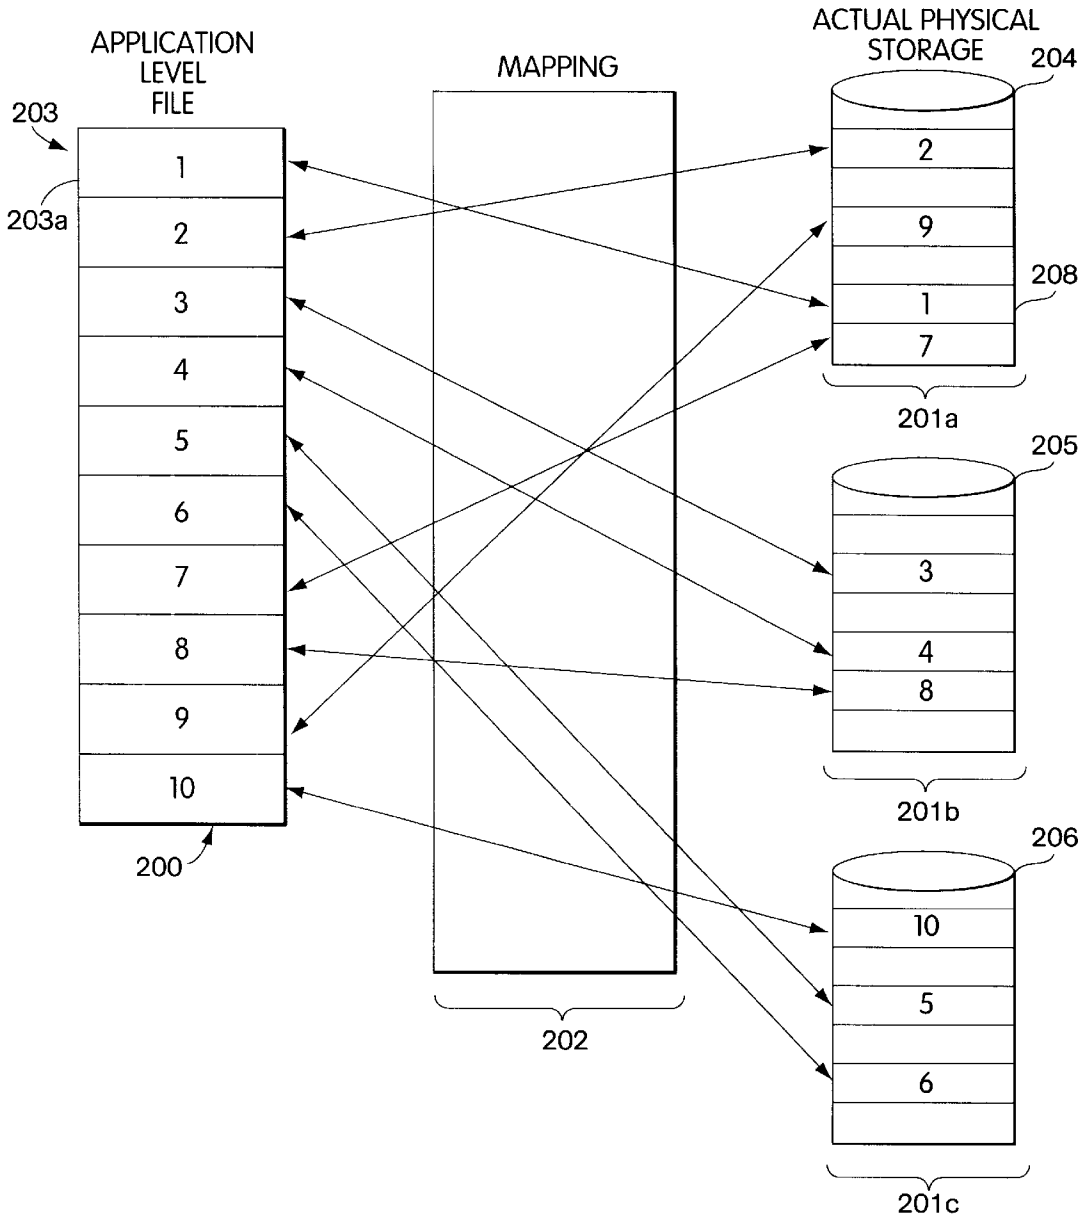 APPLICATION
LEVEL
FILE
203
203a
1
2
3
4
5
6
7
8
9
10
200
MAPPING
202
ACTUAL PHYSICAL
STORAGE
204
2
9
1
208
7
201a
205
3
4
8
201b
206
10
5
6
201c